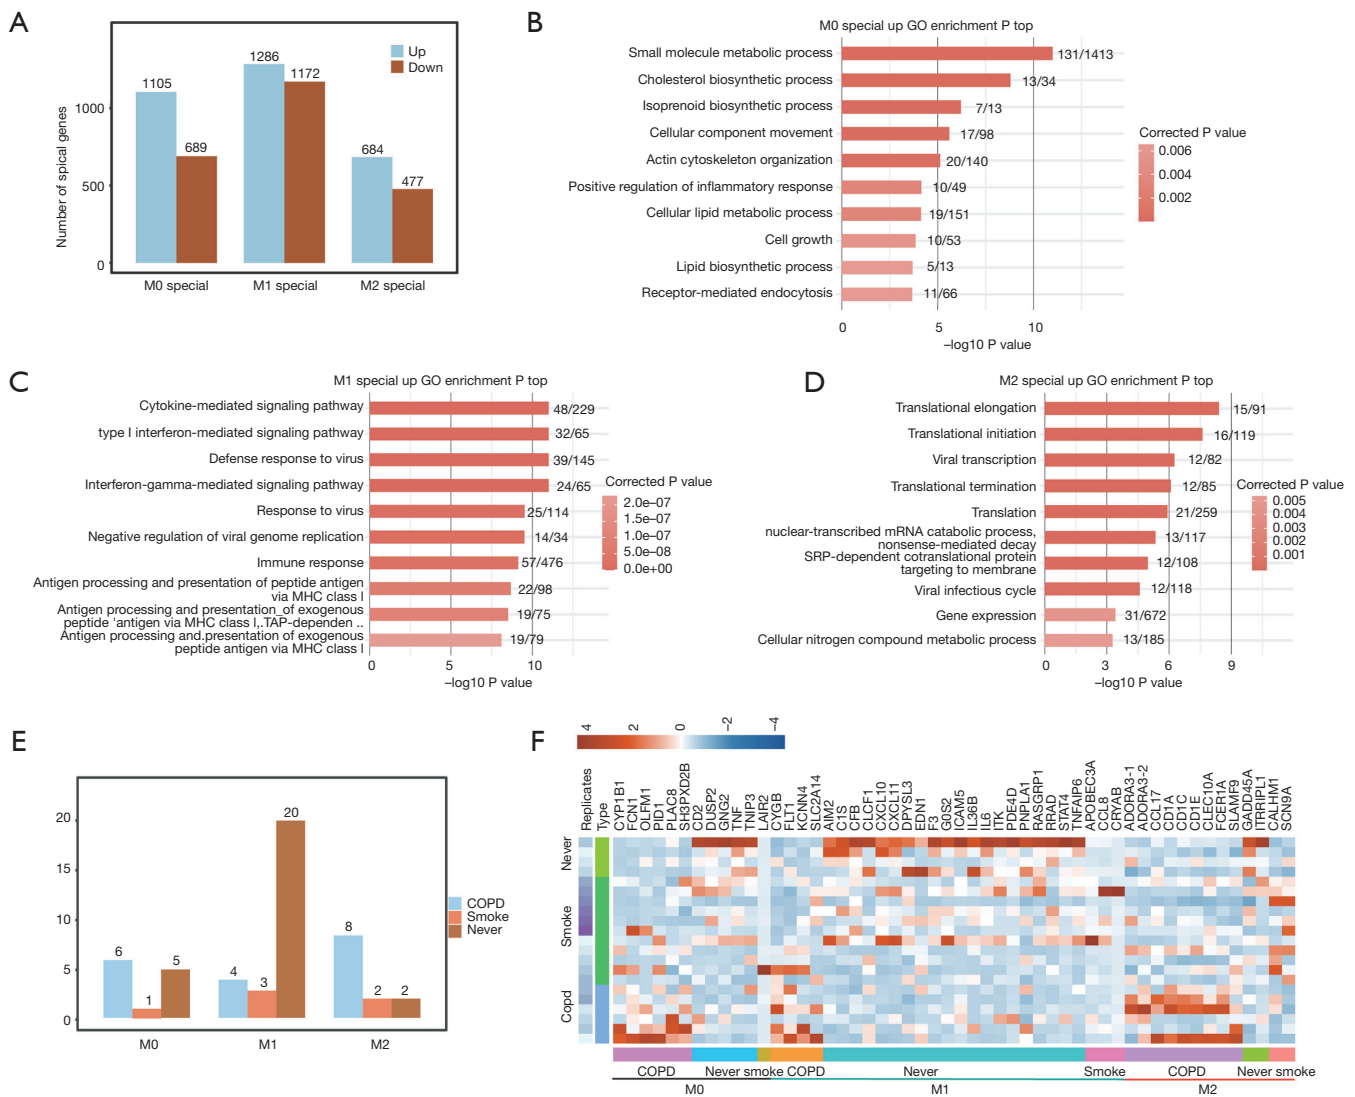 A
1105
689
1286
1172
684
477
Up
Down
1000
500
0
Number of spical genes
M0 special
M1 special
M2 special
B
M0 special up GO enrichment P top
Small molecule metabolic process
131/1413
Cholesterol biosynthetic process
13/34
Isoprenoid biosynthetic process
7/13
Cellular component movement
17/98
Actin cytoskeleton organization
20/140
Positive regulation of inflammatory response
10/49
Cellular lipid metabolic process
19/151
Cell growth
10/53
Lipid biosynthetic process
5/13
Receptor-mediated endocytosis
11/66
0
5
10
–log10 P value
Corrected P value
0.006
0.004
0.002
C
M1 special up GO enrichment P top
Cytokine-mediated signaling pathway
48/229
type I interferon-mediated signaling pathway
32/65
Defense response to virus
39/145
Interferon-gamma-mediated signaling pathway
24/65
Response to virus
25/114
Negative regulation of viral genome replication
14/34
Immune response
57/476
Antigen processing and presentation of peptide antigen
via MHC class I
22/98
Antigen processing and presentation_of exogenous
peptide 'antigen via MHC class I,.TAP-dependen ..
19/75
Antigen processing and.presentation of exogenous
peptide antigen via MHC class I
19/79
0
5
10
–log10 P value
Corrected P value
2.0e–07
1.5e–07
1.0e–07
5.0e–08
0.0e+00
D
M2 special up GO enrichment P top
Translational elongation
15/91
Translational initiation
16/119
Viral transcription
12/82
Translational termination
12/85
Translation
21/259
nuclear-transcribed mRNA catabolic process,
nonsense-mediated decay
13/117
SRP-dependent cotranslational protein
targeting to membrane
12/108
Viral infectious cycle
12/118
Gene expression
31/672
Cellular nitrogen compound metabolic process
13/185
0
3
6
9
–log10 P value
Corrected P value
0.005
0.004
0.003
0.002
0.001
E
20
15
10
5
0
6
1
5
4
3
20
8
2
2
M0
M1
M2
COPD
Smoke
Never
F
4
2
0
–2
–4
Replicates
Type
CYP1B1
FCN1
OLFM1
PID1
PLAC8
SH3PXD2B
CD2
DUSP2
GNG2
TNF
TNIP3
LAIR2
CYGB
FLT1
KCNN4
SLC2A14
AIM2
C1S
CFB
CLCF1
CXCL10
CXCL11
DPYSL3
EDN1
F3
G0S2
ICAM5
IL36B
IL6
ITK
PDE4D
PNPLA1
RASGRP1
RRAD
STAT4
TNFAIP6
APOBEC3A
CCL8
CRYAB
ADORA3-1
ADORA3-2
CCL17
CD1A
CD1C
CD1E
CLEC10A
FCER1A
SLAMF9
GADD45A
ITRIPL1
CALHM1
SCN9A
Never
Smoke
Copd
COPD
Never smoke
COPD
Never
Smoke
COPD
Never smoke
M0
M1
M2